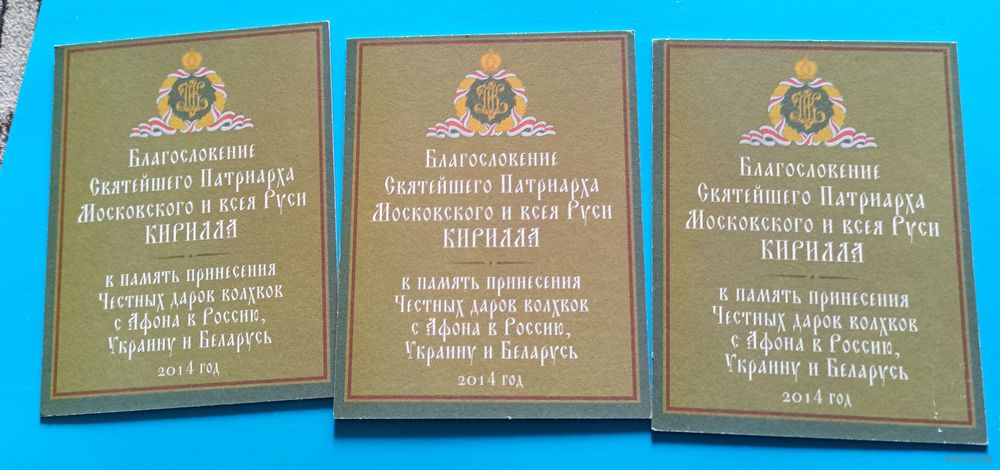 Благословение
Святейшего Патриарха
Московского и всея Руси
КИРИЛЛА
в память принесения
Честных даров волхвов
с Афона в Россию,
Украину и Беларусь
2014 год
Благословение
Святейшего Патриарха
Московского и всея Руси
КИРИЛЛА
в память принесения
Честных даров волхвов
с Афона в Россию,
Украину и Беларусь
2014 год
Благословение
Святейшего Патриарха
Московского и всея Руси
КИРИЛЛА
в память принесения
Честных даров волхвов
с Афона в Россию,
Украину и Беларусь
2014 год